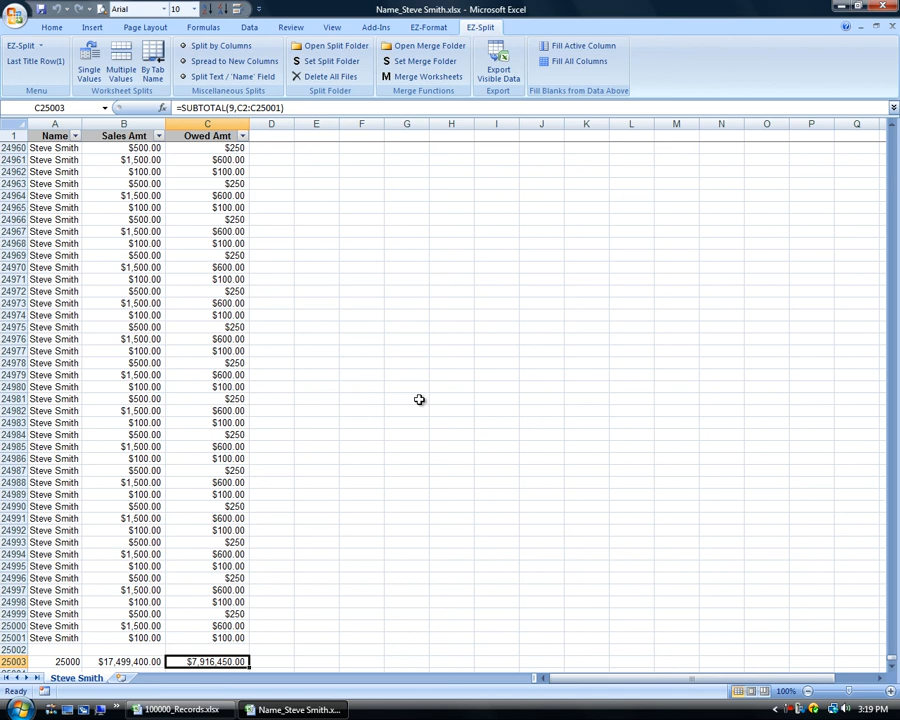 Arial 10 Name_Steve Smith.xlsx - Microsoft Excel
Home Insert Page Layout Formulas Data Review View Add-Ins EZ-Format EZ-Split
EZ-Split
Last Title Row(1)
Menu
Single Values
Multiple Values
By Tab Name
Worksheet Splits
Split by Columns
Spread to New Columns
Split Text / 'Name' Field
Miscellaneous Splits
Open Split Folder
Set Split Folder
Delete All Files
Split Folder
Open Merge Folder
Set Merge Folder
Merge Worksheets
Merge Functions
Export Visable Data
Export
Fill Active Column
Fill All Columns
Fill Blanks from Data Above
C25003 fx =SUBTOTAL(9,C2:C25001)
A B C D E F G H I J K L M N O P Q
1 Name Sales Amt Owed Amt
24960 Steve Smith $500.00 $250
24961 Steve Smith $1,500.00 $600.00
24962 Steve Smith $100.00 $100.00
24963 Steve Smith $500.00 $250
24964 Steve Smith $1,500.00 $600.00
24965 Steve Smith $100.00 $100.00
24966 Steve Smith $500.00 $250
24967 Steve Smith $1,500.00 $600.00
24968 Steve Smith $100.00 $100.00
24969 Steve Smith $500.00 $250
24970 Steve Smith $1,500.00 $600.00
24971 Steve Smith $100.00 $100.00
24972 Steve Smith $500.00 $250
24973 Steve Smith $1,500.00 $600.00
24974 Steve Smith $100.00 $100.00
24975 Steve Smith $500.00 $250
24976 Steve Smith $1,500.00 $600.00
24977 Steve Smith $100.00 $100.00
24978 Steve Smith $500.00 $250
24979 Steve Smith $1,500.00 $600.00
24980 Steve Smith $100.00 $100.00
24981 Steve Smith $500.00 $250
24982 Steve Smith $1,500.00 $600.00
24983 Steve Smith $100.00 $100.00
24984 Steve Smith $500.00 $250
24985 Steve Smith $1,500.00 $600.00
24986 Steve Smith $100.00 $100.00
24987 Steve Smith $500.00 $250
24988 Steve Smith $1,500.00 $600.00
24989 Steve Smith $100.00 $100.00
24990 Steve Smith $500.00 $250
24991 Steve Smith $1,500.00 $600.00
24992 Steve Smith $100.00 $100.00
24993 Steve Smith $500.00 $250
24994 Steve Smith $1,500.00 $600.00
24995 Steve Smith $100.00 $100.00
24996 Steve Smith $500.00 $250
24997 Steve Smith $1,500.00 $600.00
24998 Steve Smith $100.00 $100.00
24999 Steve Smith $500.00 $250
25000 Steve Smith $1,500.00 $600.00
25001 Steve Smith $100.00 $100.00
25002
25003 25000 $17,499,400.00 $7,916,450.00
Steve Smith
Ready 100%
100000_Records.xlsx Name_Steve Smith.x... 3:19 PM